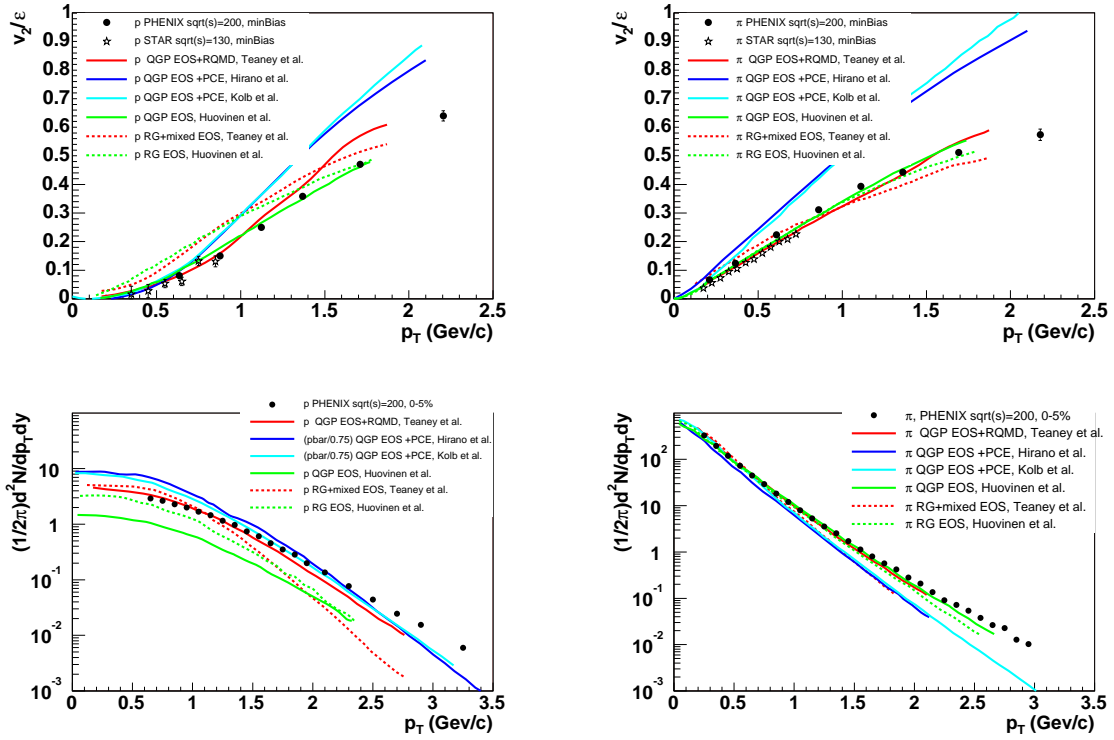 v2/ε
1
0.9
0.8
0.7
0.6
0.5
0.4
0.3
0.2
0.1
0
p PHENIX sqrt(s)=200, minBias
p STAR sqrt(s)=130, minBias
p QGP EOS+RQMD, Teaney et al.
p QGP EOS +PCE, Hirano et al.
p QGP EOS +PCE, Kolb et al.
p QGP EOS, Huovinen et al.
p RG+mixed EOS, Teaney et al.
p RG EOS, Huovinen et al.
0 0.5 1 1.5 2 2.5
pT (Gev/c)
v2/ε
1
0.9
0.8
0.7
0.6
0.5
0.4
0.3
0.2
0.1
0
π PHENIX sqrt(s)=200, minBias
π STAR sqrt(s)=130, minBias
π QGP EOS+RQMD, Teaney et al.
π QGP EOS +PCE, Hirano et al.
π QGP EOS +PCE, Kolb et al.
π QGP EOS, Huovinen et al.
π RG+mixed EOS, Teaney et al.
π RG EOS, Huovinen et al.
0 0.5 1 1.5 2 2.5
pT (Gev/c)
(1/2π)d²N/dpTdy
10
1
10⁻¹
10⁻²
10⁻³
p PHENIX sqrt(s)=200, 0-5%
p QGP EOS+RQMD, Teaney et al.
(pbar/0.75) QGP EOS +PCE, Hirano et al.
(pbar/0.75) QGP EOS +PCE, Kolb et al.
p QGP EOS, Huovinen et al.
p RG+mixed EOS, Teaney et al.
p RG EOS, Huovinen et al.
0 0.5 1 1.5 2 2.5 3 3.5
pT (Gev/c)
(1/2π)d²N/dpTdy
10²
10
1
10⁻¹
10⁻²
10⁻³
π, PHENIX sqrt(s)=200, 0-5%
π QGP EOS+RQMD, Teaney et al.
π QGP EOS +PCE, Hirano et al.
π QGP EOS +PCE, Kolb et al.
π QGP EOS, Huovinen et al.
π RG+mixed EOS, Teaney et al.
π RG EOS, Huovinen et al.
0 0.5 1 1.5 2 2.5 3 3.5
pT (Gev/c)